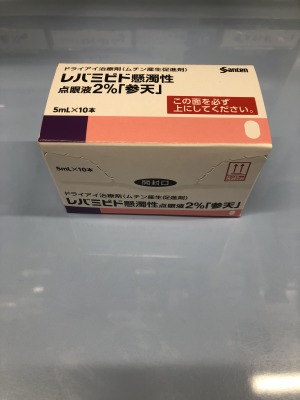 ドライアイ治療剤(ムチン産生促進剤)
Santen
レバミピド懸濁性
点眼液2%「参天」
5mL×10本
この面を必ず
上にしてください。
5mL×10本
開封口
ドライアイ治療剤(ムチン産生促進剤)
レバミピド懸濁性点眼液2%「参天」